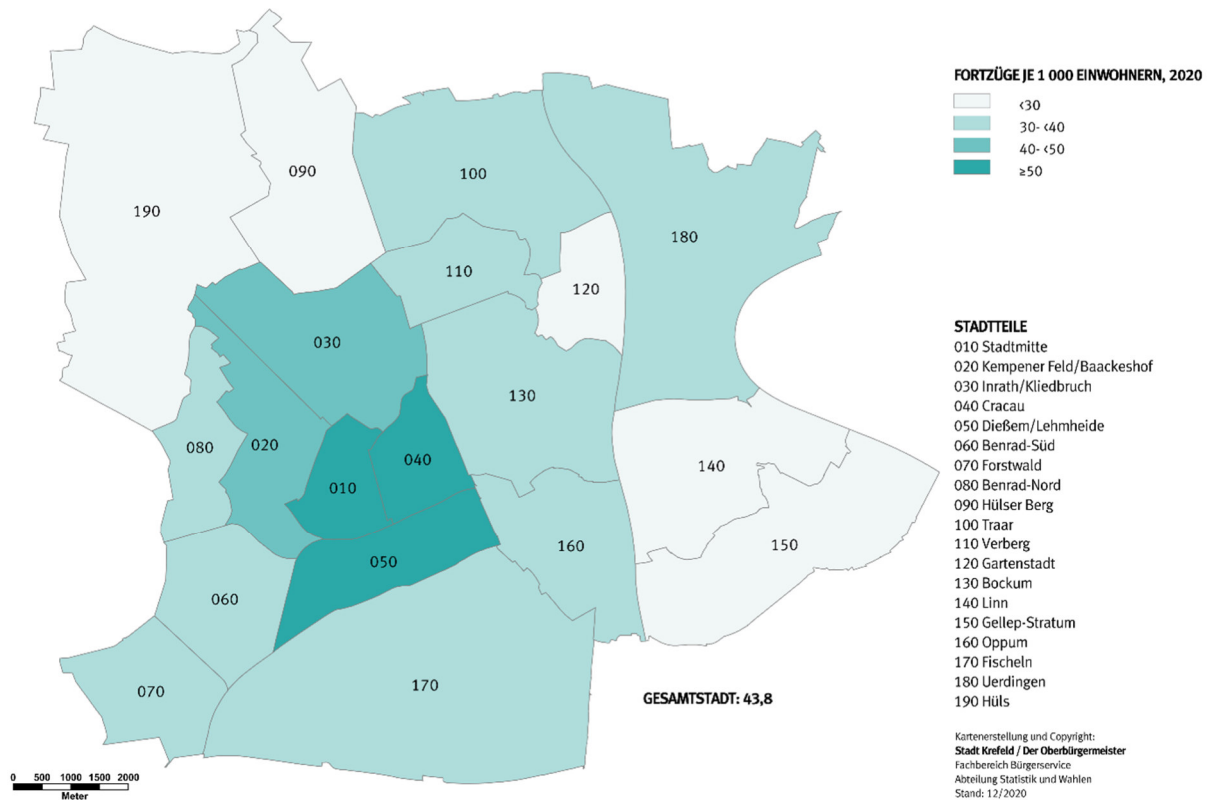 FORTZÜGE JE 1 000 EINWOHNERN, 2020
<30
30- <40
40- <50
≥50
190
090
100
180
110
120
030
130
080
020
010
040
140
150
050
160
060
070
170
GESAMTSTADT: 43,8
STADTTEILE
010 Stadtmitte
020 Kempener Feld/Baackeshof
030 Inrath/Kliedbruch
040 Cracau
050 Dießem/Lehmheide
060 Benrad-Süd
070 Forstwald
080 Benrad-Nord
090 Hülser Berg
100 Traar
110 Verberg
120 Gartenstadt
130 Bockum
140 Linn
150 Gellep-Stratum
160 Oppum
170 Fischeln
180 Uerdingen
190 Hüls
Kartenerstellung und Copyright:
Stadt Krefeld / Der Oberbürgermeister
Fachbereich Bürgerservice
Abteilung Statistik und Wahlen
Stand: 12/2020
0 500 1000 1500 2000
Meter